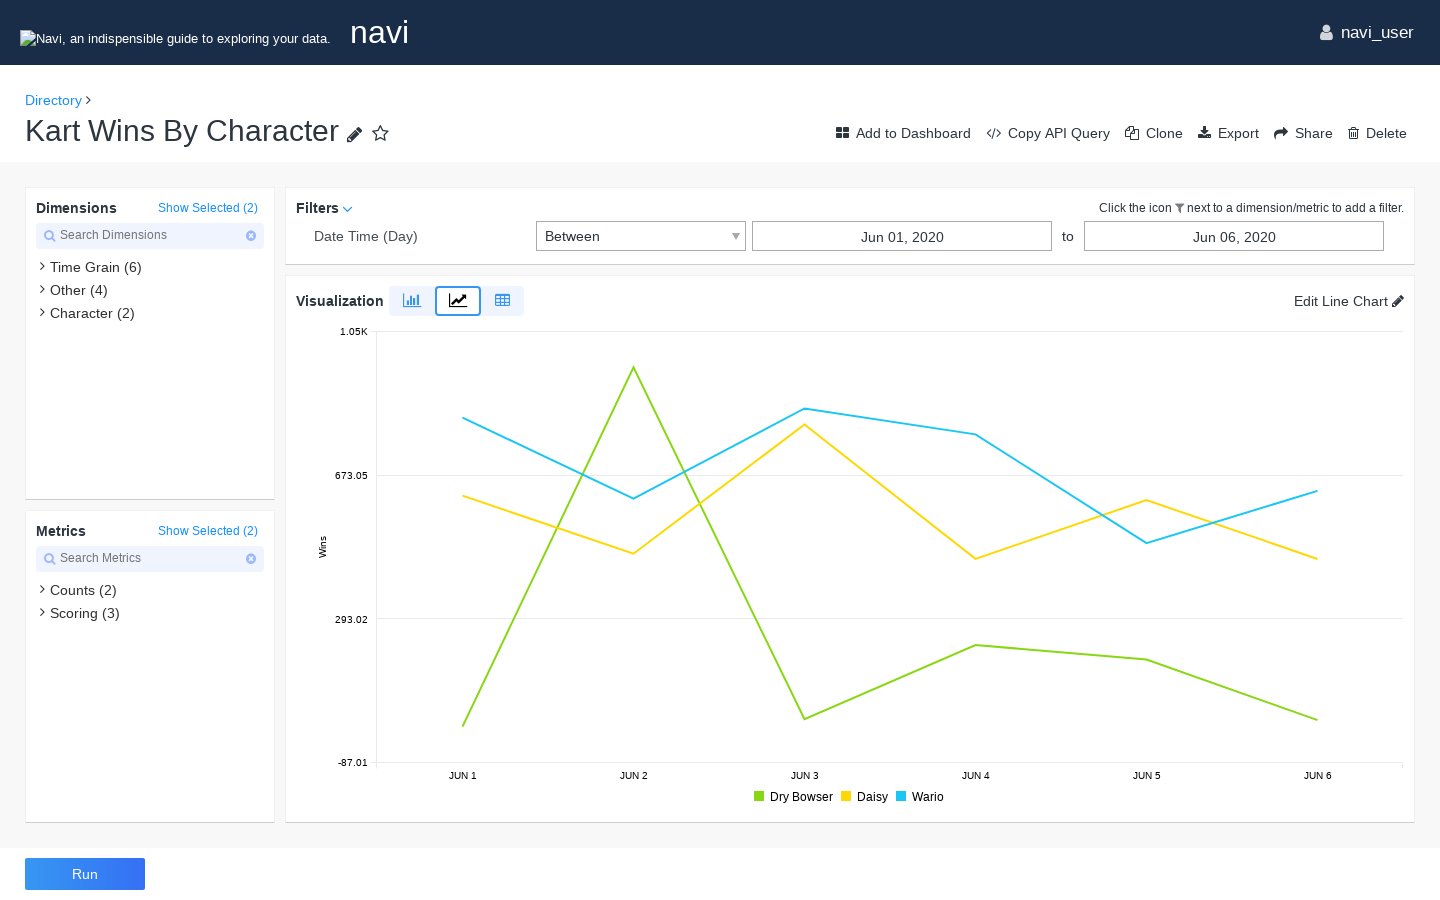 Navi, an indispensible guide to exploring your data. navi
navi_user
Directory
Kart Wins By Character
Add to Dashboard
Copy API Query
Clone
Export
Share
Delete
Dimensions
Show Selected (2)
Search Dimensions
Time Grain (6)
Other (4)
Character (2)
Metrics
Show Selected (2)
Search Metrics
Counts (2)
Scoring (3)
Filters
Click the icon next to a dimension/metric to add a filter.
Date Time (Day)
Between
Jun 01, 2020
to
Jun 06, 2020
Visualization
Edit Line Chart
1.05K
673.05
293.02
-87.01
Wins
JUN 1
JUN 2
JUN 3
JUN 4
JUN 5
JUN 6
Dry Bowser
Daisy
Wario
Run